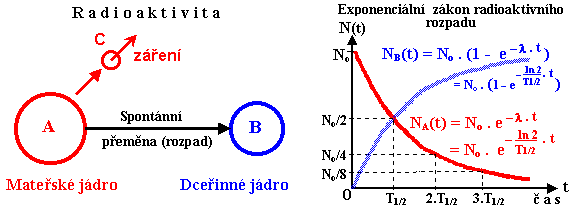 Radioaktivita
C
záření
A
Spontánní
přeměna (rozpad)
B
Mateřské jádro
Dceřinné jádro
Exponenciální zákon radioaktivního
rozpadu
N(t)
N₀
N_B(t) = N₀ . (1 - e^(-λ . t))
= N₀ . (1 - e^(-(ln 2 / T1/2) . t))
N₀/2
N_A(t) = N₀ . e^(-λ . t)
= N₀ . e^(-(ln 2 / T1/2) . t)
N₀/4
N₀/8
0
T1/2
2.T1/2
3.T1/2
t
čas